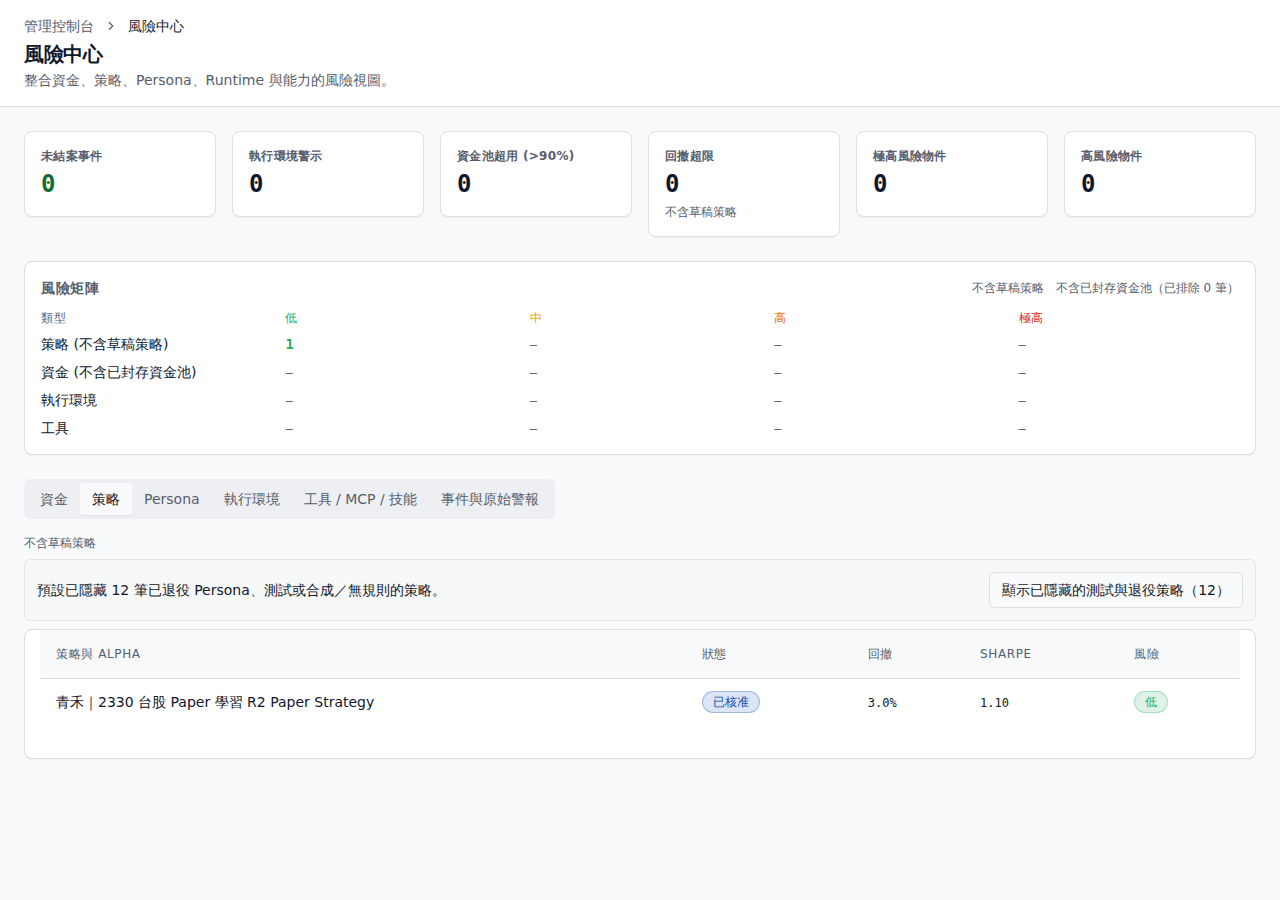 管理控制台 > 風險中心
風險中心
整合資金、策略、Persona、Runtime 與能力的風險視圖。
未結案事件
0
執行環境警示
0
資金池超用 (>90%)
0
回撤超限
0
不含草稿策略
極高風險物件
0
高風險物件
0
風險矩陣 不含草稿策略 不含已封存資金池（已排除 0 筆）
類型 低 中 高 極高
策略 (不含草稿策略) 1 — — —
資金 (不含已封存資金池) — — — —
執行環境 — — — —
工具 — — — —
資金 策略 Persona 執行環境 工具 / MCP / 技能 事件與原始警報
不含草稿策略
預設已隱藏 12 筆已退役 Persona、測試或合成／無規則的策略。 顯示已隱藏的測試與退役策略（12）
策略與 ALPHA 狀態 回撤 SHARPE 風險
青禾｜2330 台股 Paper 學習 R2 Paper Strategy 已核准 3.0% 1.10 低